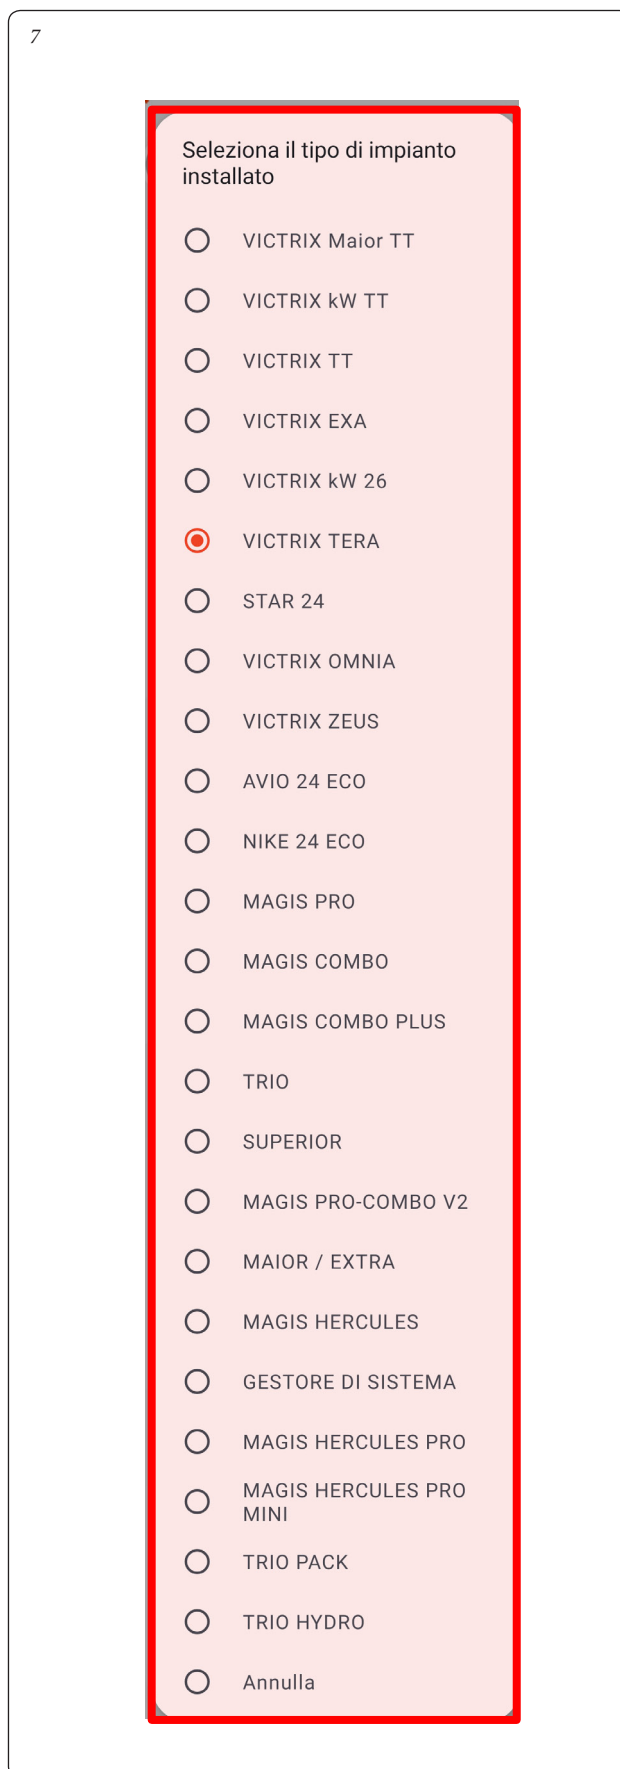 7
Seleziona il tipo di impianto
installato
VICTRIX Maior TT
VICTRIX kW TT
VICTRIX TT
VICTRIX EXA
VICTRIX kW 26
VICTRIX TERA
STAR 24
VICTRIX OMNIA
VICTRIX ZEUS
AVIO 24 ECO
NIKE 24 ECO
MAGIS PRO
MAGIS COMBO
MAGIS COMBO PLUS
TRIO
SUPERIOR
MAGIS PRO-COMBO V2
MAIOR / EXTRA
MAGIS HERCULES
GESTORE DI SISTEMA
MAGIS HERCULES PRO
MAGIS HERCULES PRO
MINI
TRIO PACK
TRIO HYDRO
Annulla